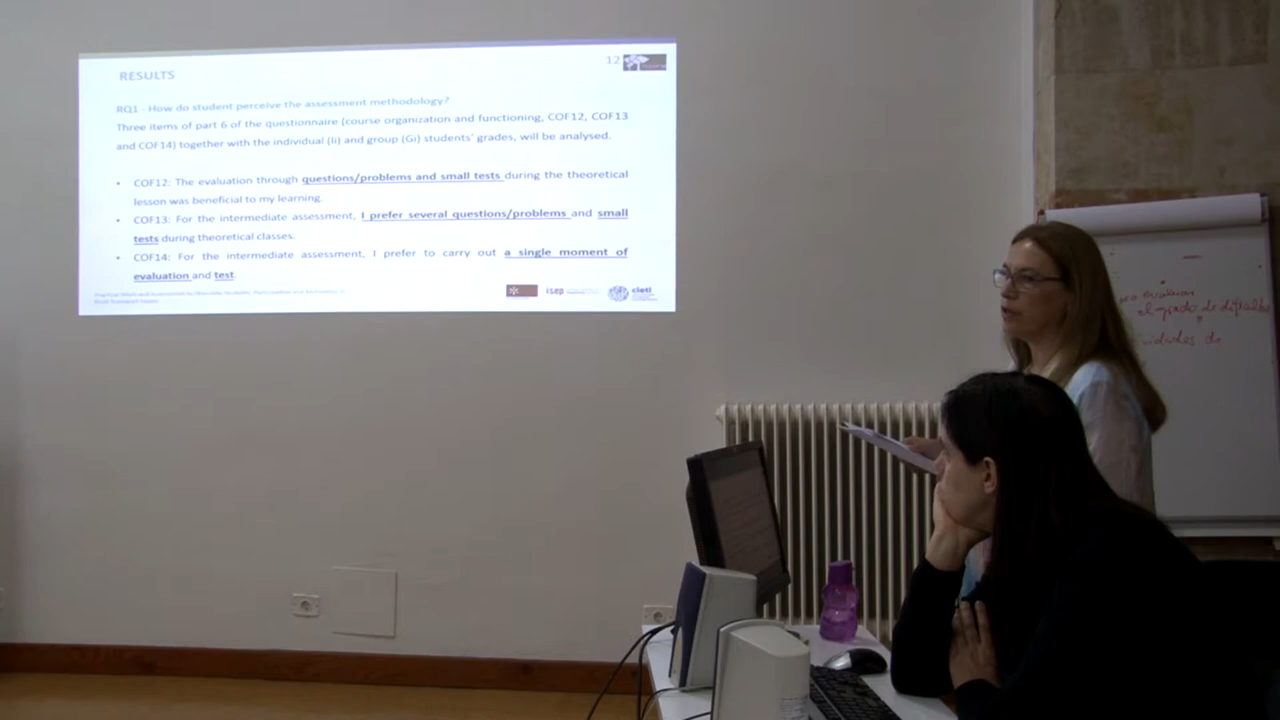 12
RESULTS
RQ1 - How do student perceive the assessment methodology?
Three items of part 6 of the questionnaire (course organization and functioning, COF12, COF13
and COF14) together with the individual (Ii) and group (Gi) students' grades, will be analysed.
• COF12: The evaluation through questions/problems and small tests during the theoretical
lesson was beneficial to my learning.
• COF13: For the intermediate assessment, I prefer several questions/problems and small
tests during theoretical classes.
• COF14: For the intermediate assessment, I prefer to carry out a single moment of
evaluation and test.
isep
cieti
el grado de
de